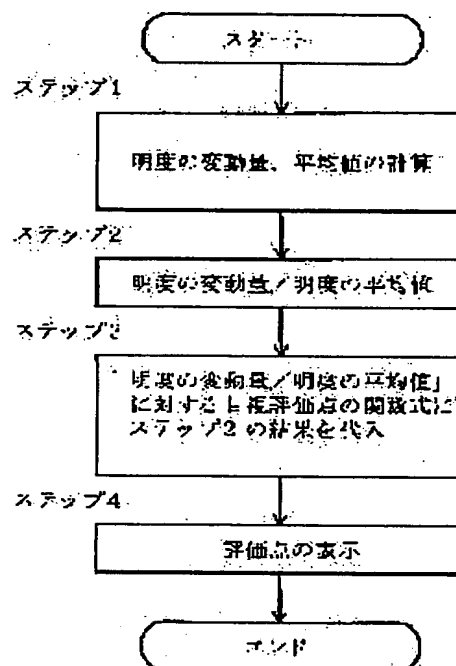 スタート
ステップ1
明度の変動量、平均値の計算
ステップ2
明度の変動量／明度の平均値
ステップ3
明度の変動量／明度の平均値」
に対する目視評価点の関数式に
ステップ2の結果を代入
ステップ4
評価点の表示
エンド